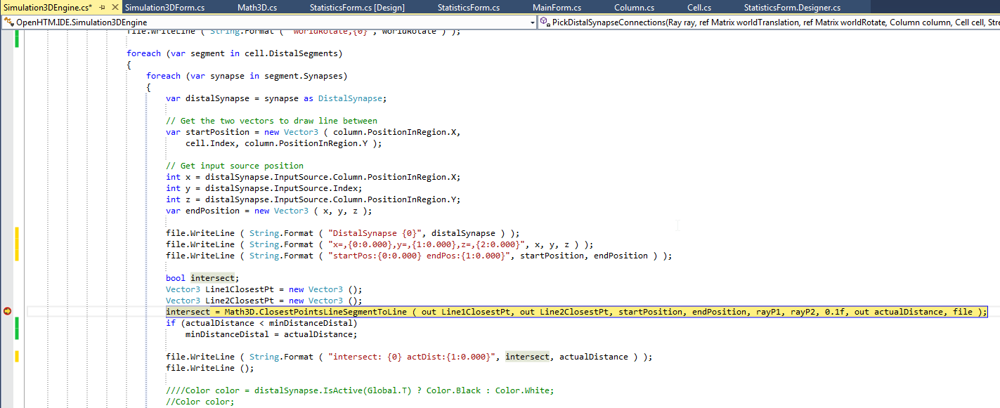 Simulation3DEngine.cs* Simulation3DForm.cs Math3D.cs StatisticsForm.cs [Design] StatisticsForm.cs MainForm.cs Column.cs Cell.cs StatisticsForm.Designer.cs
OpenHTM.IDE.Simulation3DEngine PickDistalSynapseConnections(Ray ray, ref Matrix worldTranslation, ref Matrix worldRotate, Column column, Cell cell, Stre
file.WriteLine ( String.Format ( "WorldRotate,{0}", worldRotate ) );
foreach (var segment in cell.DistalSegments)
{
foreach (var synapse in segment.Synapses)
{
var distalSynapse = synapse as DistalSynapse;
// Get the two vectors to draw line between
var startPosition = new Vector3 ( column.PositionInRegion.X,
cell.Index, column.PositionInRegion.Y );
// Get input source position
int x = distalSynapse.InputSource.Column.PositionInRegion.X;
int y = distalSynapse.InputSource.Index;
int z = distalSynapse.InputSource.Column.PositionInRegion.Y;
var endPosition = new Vector3 ( x, y, z );
file.WriteLine ( String.Format ( "DistalSynapse {0}", distalSynapse ) );
file.WriteLine ( String.Format ( "x=,{0:0.000},y=,{1:0.000},z=,{2:0.000}", x, y, z ) );
file.WriteLine ( String.Format ( "startPos:{0:0.000} endPos:{1:0.000}", startPosition, endPosition ) );
bool intersect;
Vector3 Line1ClosestPt = new Vector3 ();
Vector3 Line2ClosestPt = new Vector3 ();
intersect = Math3D.ClosestPointsLineSegmentToLine ( out Line1ClosestPt, out Line2ClosestPt, startPosition, endPosition, rayP1, rayP2, 0.1f, out actualDistance, file );
if (actualDistance < minDistanceDistal)
minDistanceDistal = actualDistance;
file.WriteLine ( String.Format ( "intersect: {0} actDist:{1:0.000}", intersect, actualDistance ) );
file.WriteLine ();
////Color color = distalSynapse.IsActive(Global.T) ? Color.Black : Color.White;
//Color color;